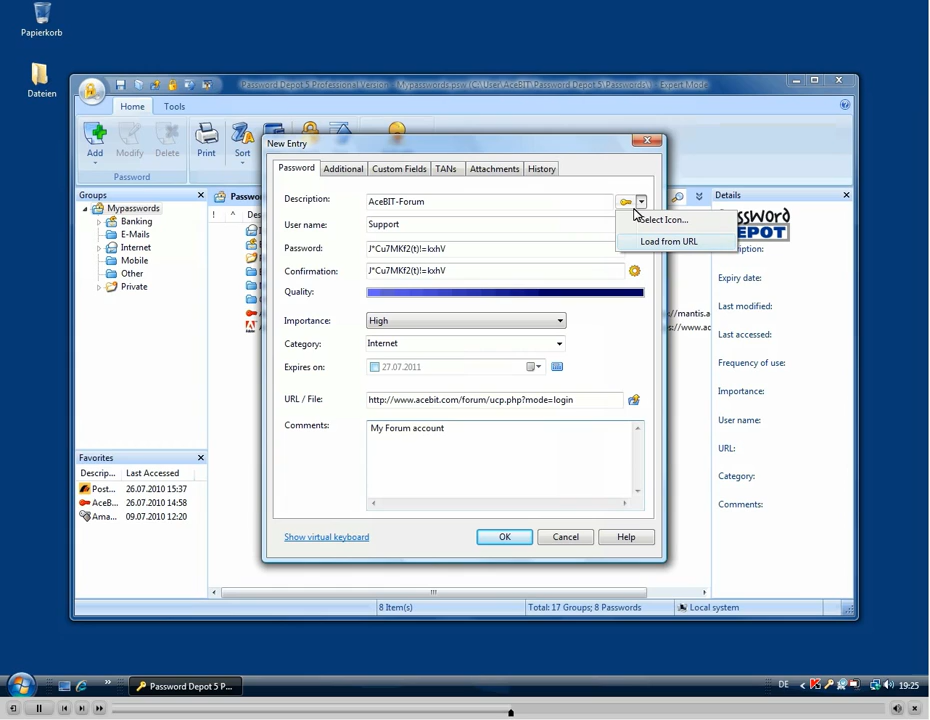 Papierkorb
Dateien
Password Depot 5 Professional Version - Mypasswords.psw (C:\User\AceBIT\Password Depot 5\Passwords\) - Expert Mode
Home
Tools
Add
Modify
Delete
Print
Sort
Password
New Entry
Password
Additional
Custom Fields
TANs
Attachments
History
Groups
Mypasswords
Banking
E-Mails
Internet
Mobile
Other
Private
Description:
AceBIT-Forum
User name:
Support
Password:
J*Cu7MKf2(t)!=kxhV
Confirmation:
J*Cu7MKf2(t)!=kxhV
Quality:
Importance:
High
Category:
Internet
Expires on:
27.07.2011
URL / File:
http://www.acebit.com/forum/ucp.php?mode=login
Comments:
My Forum account
Select Icon...
Load from URL
Show virtual keyboard
OK
Cancel
Help
Details
DEPOT
Expiry date:
Last modified:
Last accessed:
Frequency of use:
Importance:
User name:
URL:
Category:
Comments:
Favorites
Descrip...
Last Accessed
Post...
26.07.2010 15:37
AceB...
26.07.2010 14:58
Ama...
09.07.2010 12:20
8 Item(s)
Total: 17 Groups; 8 Passwords
Local system
Password Depot 5 P...
DE
19:25